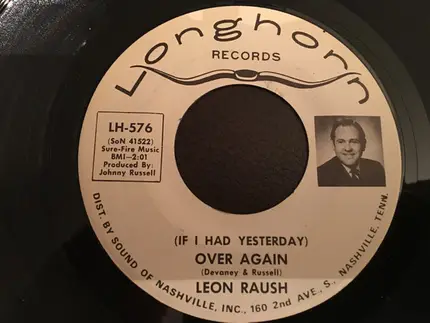 Longhorn
RECORDS
LH-576
(SoN 41522)
Sure-Fire Music
BMI-2:01
Produced By:
Johnny Russell
(IF I HAD YESTERDAY)
OVER AGAIN
(Devaney & Russell)
LEON RAUSH
DIST. BY SOUND OF NASHVILLE, INC., 160 2nd AVE., S., NASHVILLE, TENN.